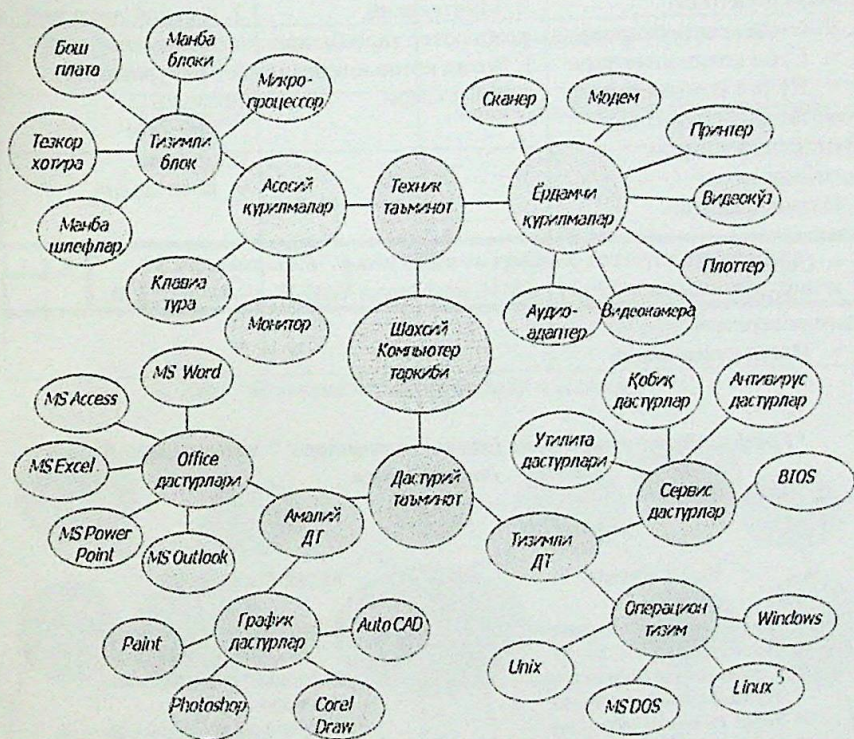 Бош
плата
Манба
блоки
Микро-
процессор
Тезкор
хотира
Тизимли
блок
Манба
шлефлар
Асосий
қурилмалар
Клавиа
тура
Монитор
Техник
таъминот
Сканер
Модем
Принтер
Ёрдамчи
қурилмалар
Видеокўз
Плоттер
Аудио-
адаптер
Видеокамера
Шахсий
Компьютер
таркиби
MS Word
MS Access
MS Excel
Office
дастурлари
MS Power
Point
MS Outlook
Амалий
ДТ
Дастурий
таъминот
Қобиқ
дастурлар
Антивирус
дастурлар
Утилита
дастурлари
Сервис
дастурлар
BIOS
Тизимли
ДТ
График
дастурлар
Auto CAD
Paint
Photoshop
Corel
Draw
Операцион
тизим
Windows
Unix
MS DOS
Linux